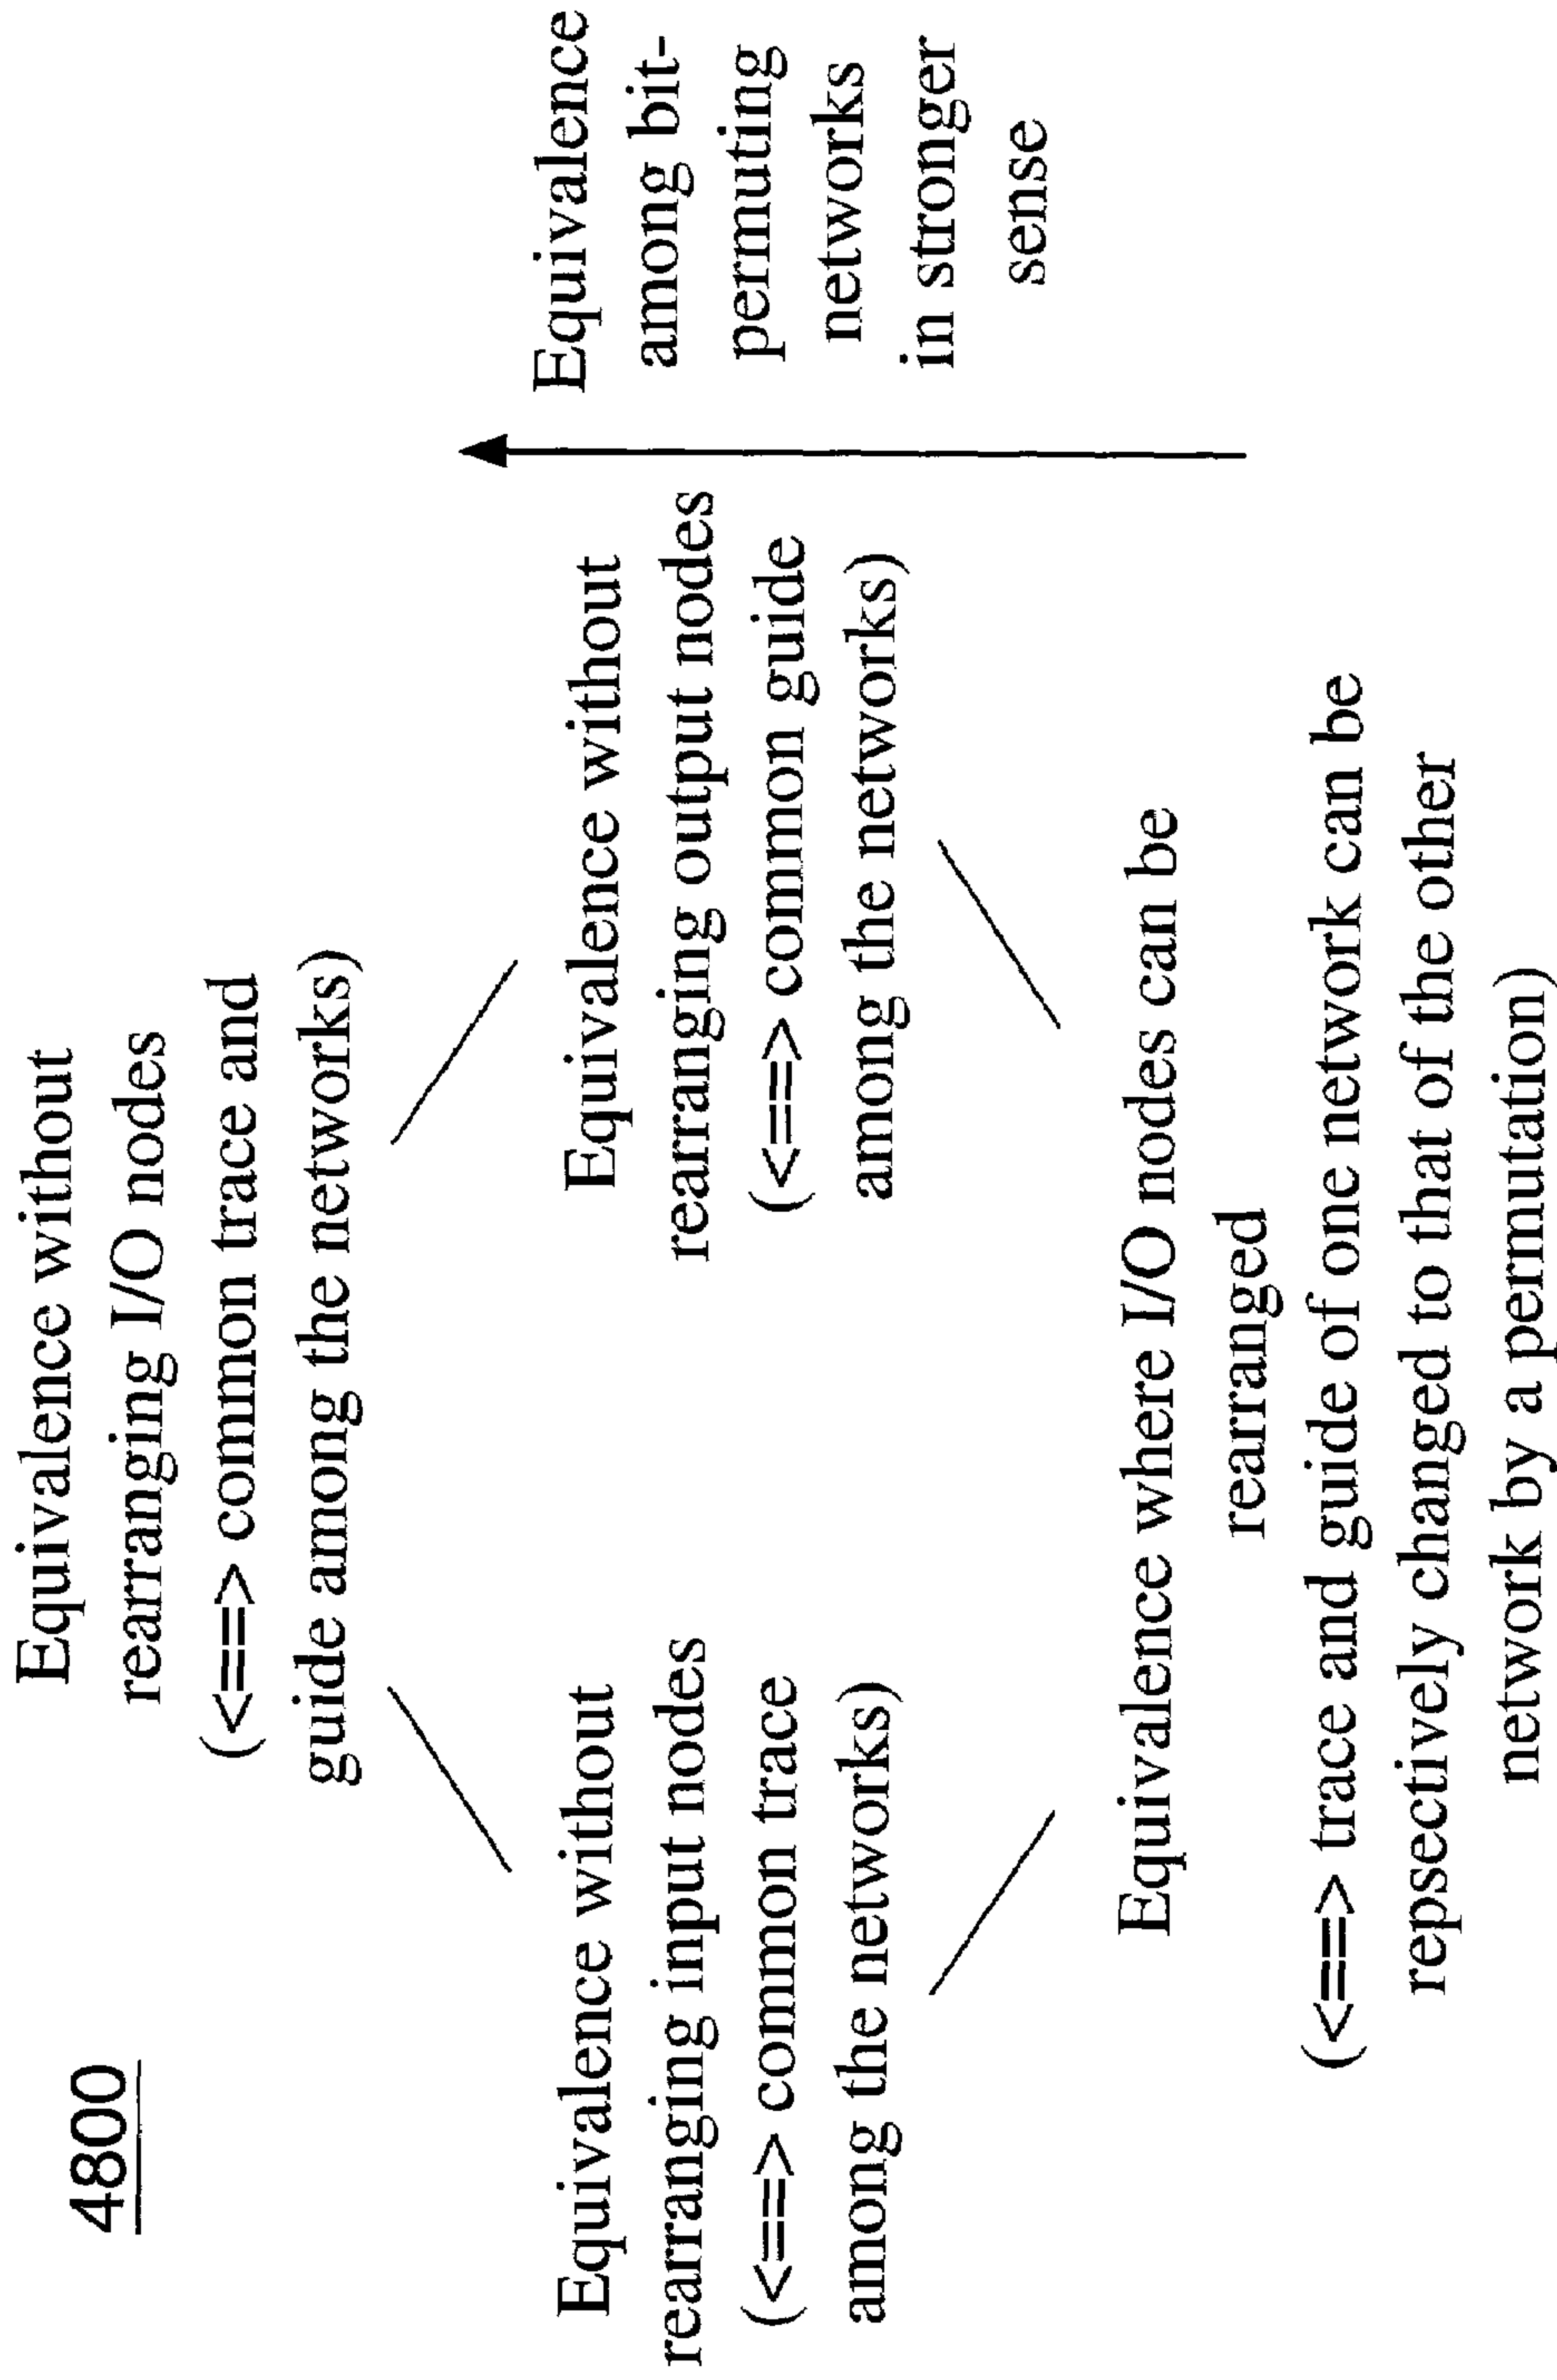 4800
Equivalence without
rearranging I/O nodes
(<==> common trace and
guide among the networks)
Equivalence without
rearranging input nodes
(<==> common trace
among the networks)
Equivalence without
rearranging output nodes
(<==> common guide
among the networks)
Equivalence
among bit-
permuting
networks
in stronger
sense
Equivalence where I/O nodes can be
rearranged
(<==> trace and guide of one network can be
repsectively changed to that of the other
network by a permutation)